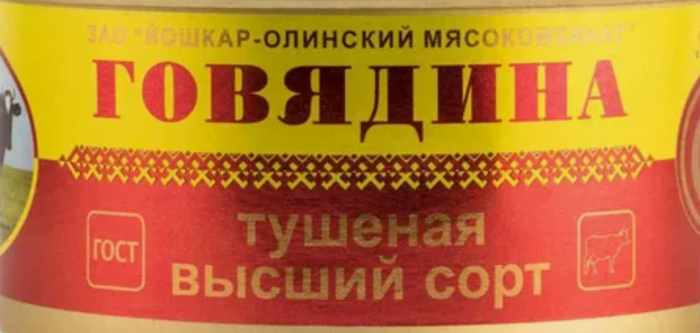 ЗАО "ЙОШКАР-ОЛИНСКИЙ МЯСОКОМБИНАТ"
ГОВЯДИНА
ГОСТ
тушеная
высший сорт